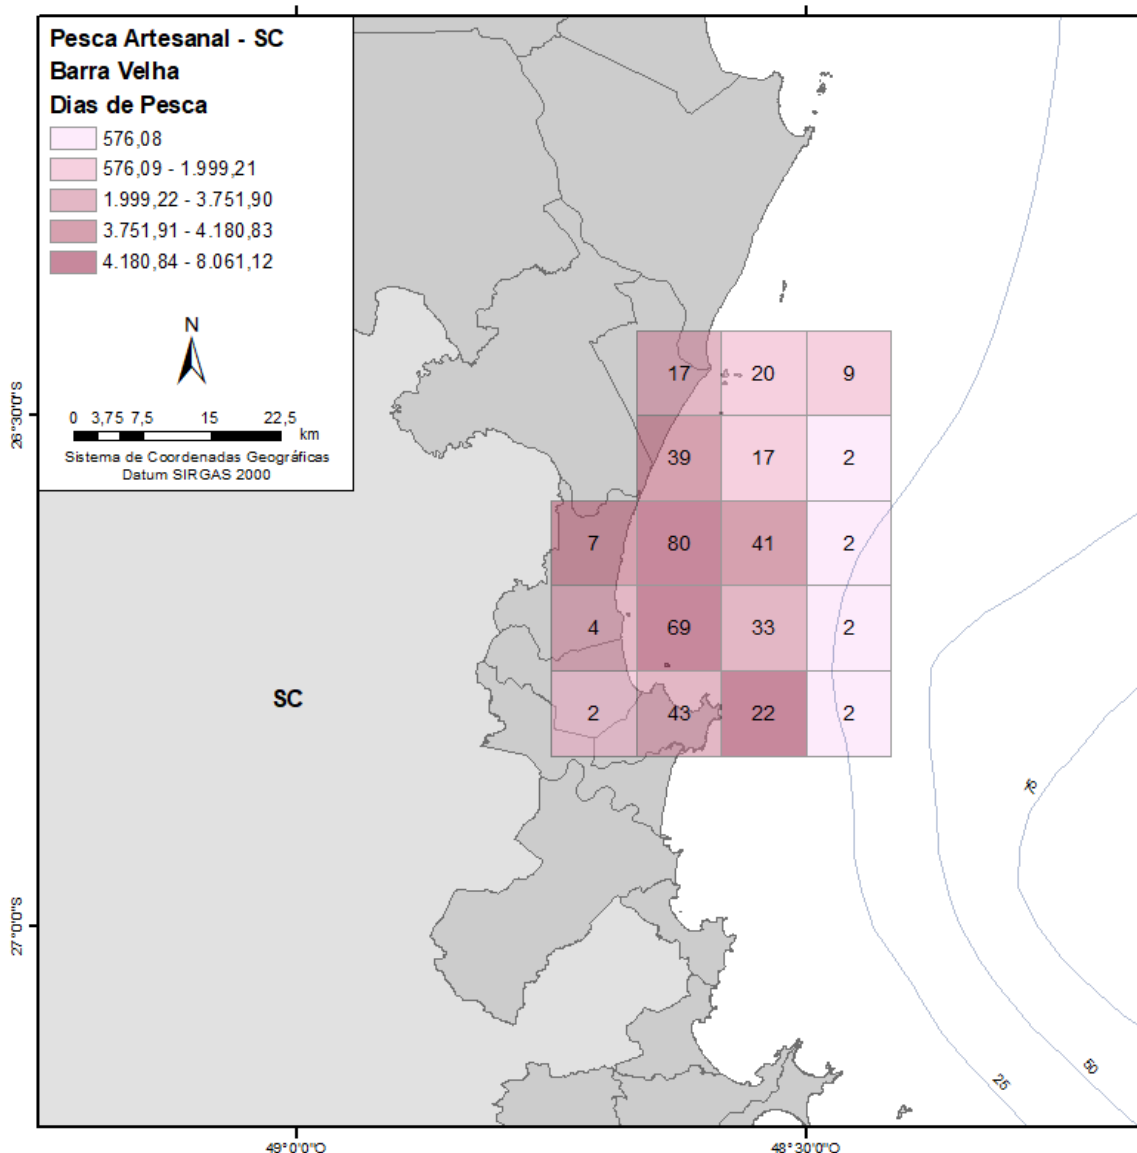 Pesca Artesanal - SC
Barra Velha
Dias de Pesca
576,08
576,09 - 1.999,21
1.999,22 - 3.751,90
3.751,91 - 4.180,83
4.180,84 - 8.061,12
N
0 3,75 7,5 15 22,5
km
Sistema de Coordenadas Geográficas
Datum SIRGAS 2000
26°30'0"S
17 20 9
39 17 2
7 80 41 2
4 69 33 2
SC
2 43 22 2
75
27°0'0"S
25
50
49°0'0"O
48°30'0"O